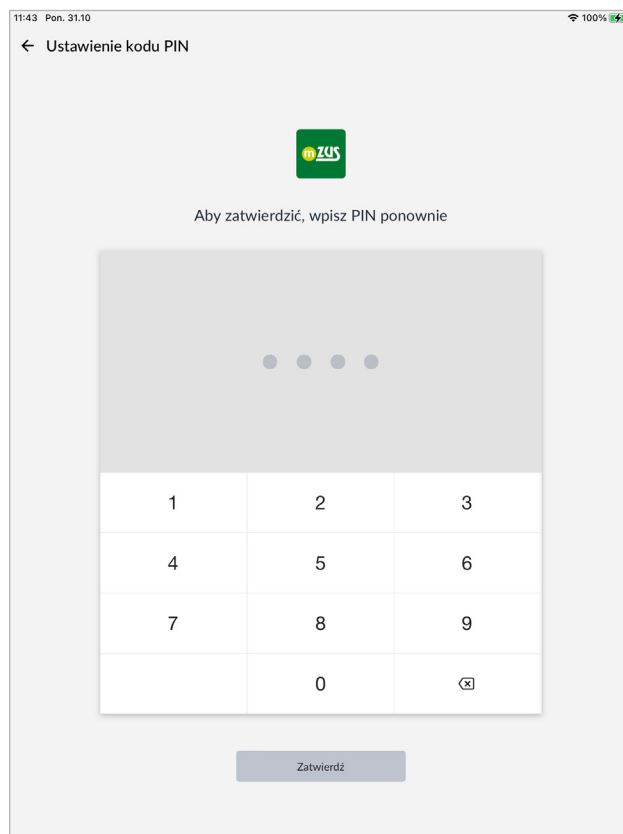 11:43 Pon. 31.10 100%
← Ustawienie kodu PIN
mZUS
Aby zatwierdzić, wpisz PIN ponownie
1 2 3
4 5 6
7 8 9
0
Zatwierdź